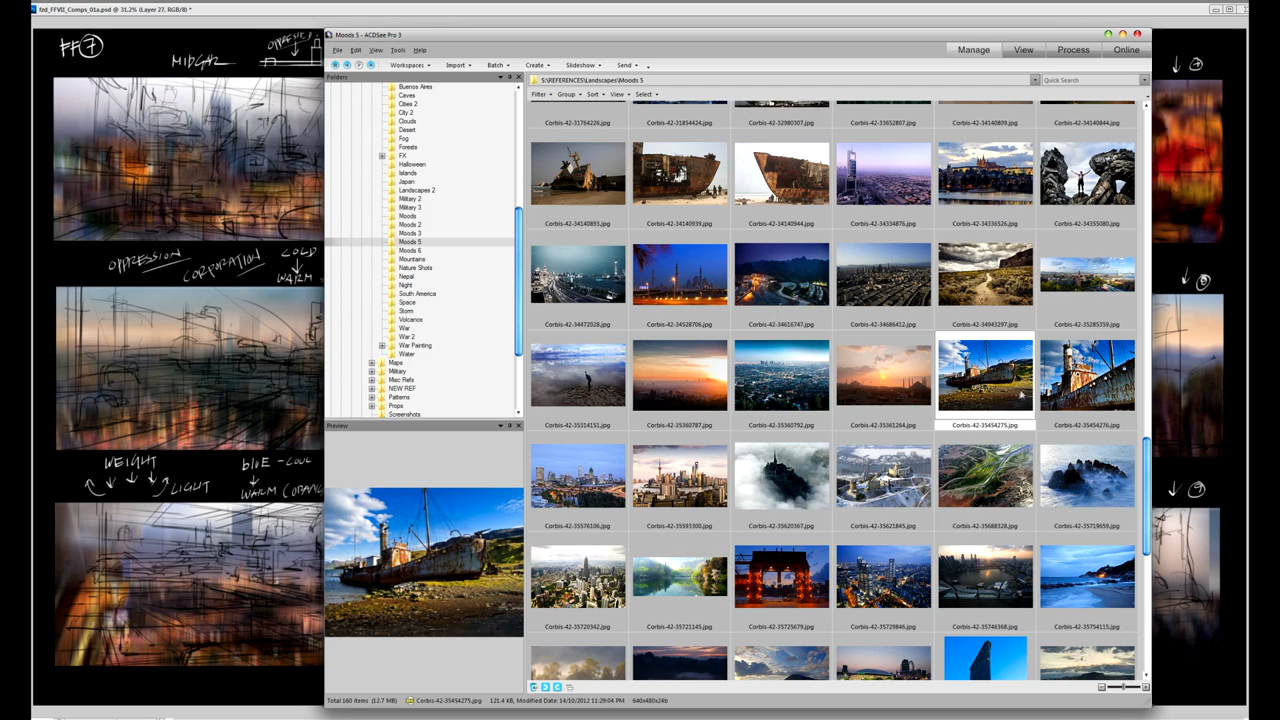 fzd_FFVII_Comps_01a.psd @ 31.2% (Layer 27, RGB/8*) *
Moods 5 - ACDSee Pro 3
File Edit View Tools Help
Manage View Process Online
Workspaces Import Batch Create Slideshow Send
Folders
S:\REFERENCES\Landscapes\Moods 5
Quick Search
Filter Group Sort View Select
Buenos Aires
Caves
Cities 2
City 2
Clouds
Desert
Fog
Forests
FX
Halloween
Islands
Japan
Landscapes 2
Military 2
Military 3
Moods
Moods 2
Moods 3
Moods 5
Moods 6
Mountains
Nature Shots
Nepal
Night
South America
Space
Storm
Volcanos
War
War 2
War Painting
Water
Maps
Military
Misc Refs
NEW REF
Patterns
Props
Screenshots
Preview
Corbis-42-31764226.jpg Corbis-42-31854424.jpg Corbis-42-32980307.jpg Corbis-42-33652807.jpg Corbis-42-34140809.jpg Corbis-42-34140844.jpg
Corbis-42-34140893.jpg Corbis-42-34140939.jpg Corbis-42-34140944.jpg Corbis-42-34334876.jpg Corbis-42-34336526.jpg Corbis-42-34355080.jpg
Corbis-42-34472028.jpg Corbis-42-34528706.jpg Corbis-42-34616747.jpg Corbis-42-34686412.jpg Corbis-42-34943297.jpg Corbis-42-35285359.jpg
Corbis-42-35314151.jpg Corbis-42-35360787.jpg Corbis-42-35360792.jpg Corbis-42-35361264.jpg Corbis-42-35454275.jpg Corbis-42-35454276.jpg
Corbis-42-35576106.jpg Corbis-42-35593300.jpg Corbis-42-35620367.jpg Corbis-42-35621845.jpg Corbis-42-35688328.jpg Corbis-42-35719659.jpg
Corbis-42-35720342.jpg Corbis-42-35721145.jpg Corbis-42-35725679.jpg Corbis-42-35729846.jpg Corbis-42-35746368.jpg Corbis-42-35754115.jpg
Total 160 items (12.7 MB) Corbis-42-35454275.jpg 121.4 KB, Modified Date: 14/10/2012 11:29:04 PM 640x480x24b
FF 7
MIDGAR
OPPRESSION
CORPORATION
COLD
WARM
WEIGHT
LIGHT
blUE - COOL
WARM
7
8
9